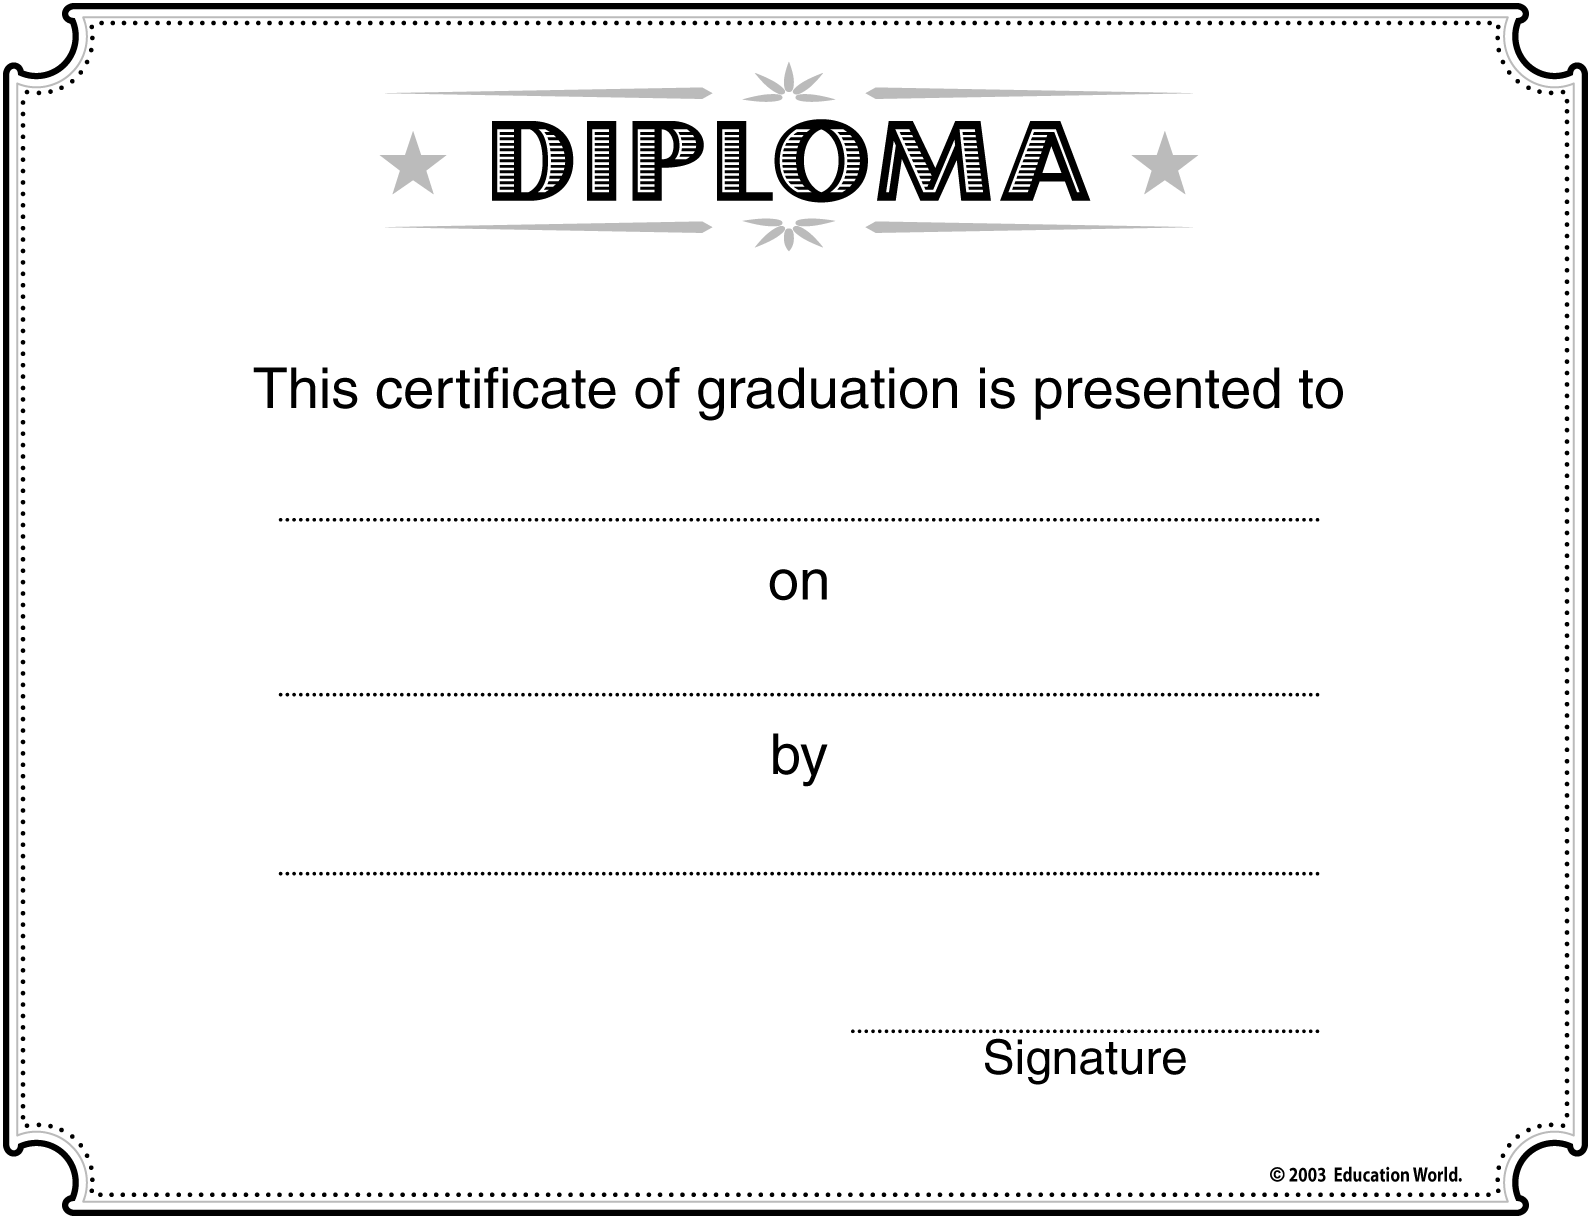 DIPLOMA
This certificate of graduation is presented to
on
by
Signature
© 2003 Education World.